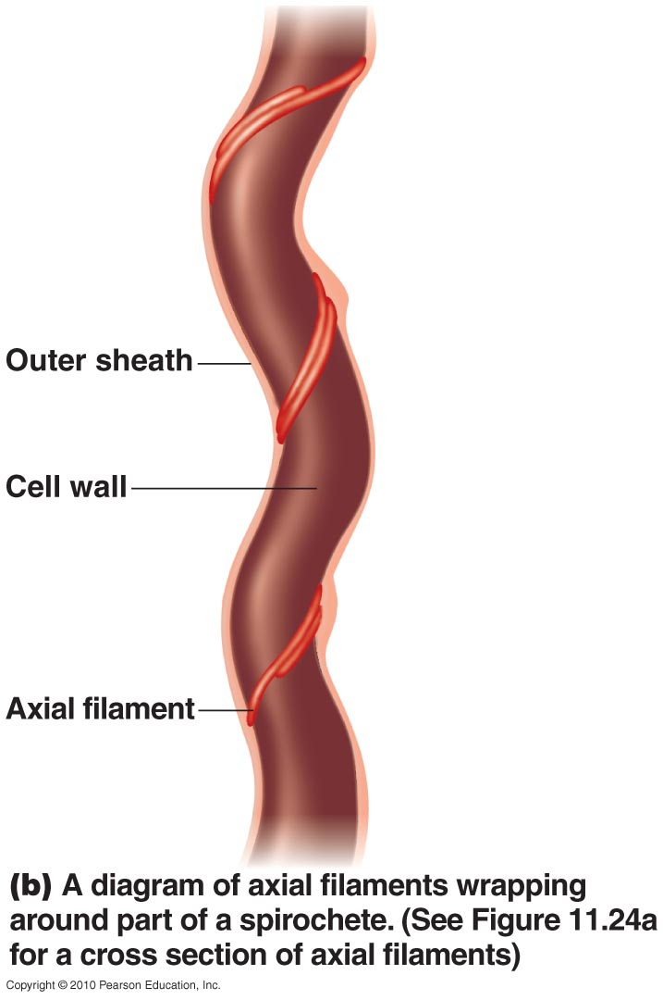 Outer sheath
Cell wall
Axial filament
(b) A diagram of axial filaments wrapping
around part of a spirochete. (See Figure 11.24a
for a cross section of axial filaments)
Copyright © 2010 Pearson Education, Inc.